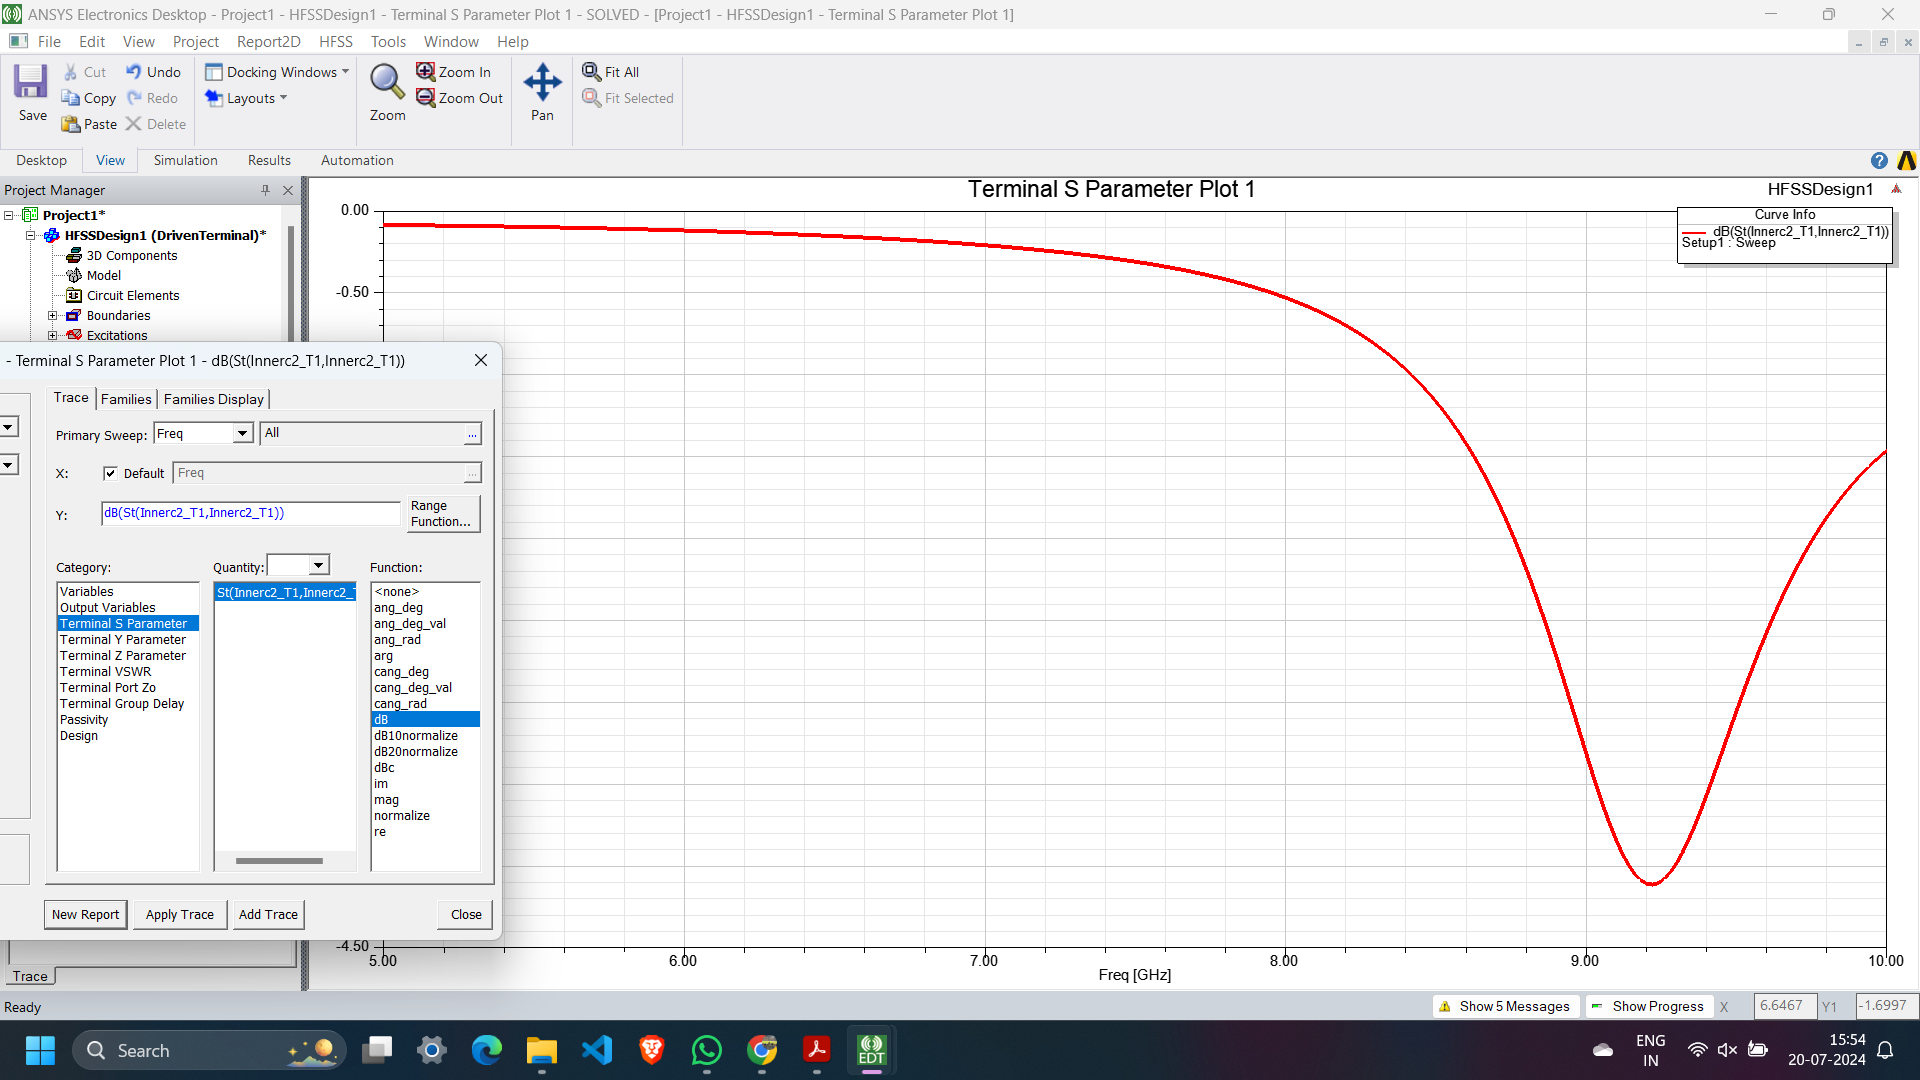 ANSYS Electronics Desktop - Project1 - HFSSDesign1 - Terminal S Parameter Plot 1 - SOLVED - [Project1 - HFSSDesign1 - Terminal S Parameter Plot 1]
File Edit View Project Report2D HFSS Tools Window Help
Save
Cut
Copy
Paste
Undo
Redo
Delete
Docking Windows
Layouts
Zoom
Zoom In
Zoom Out
Pan
Fit All
Fit Selected
Desktop View Simulation Results Automation
Project Manager
Project1*
HFSSDesign1 (DrivenTerminal)*
3D Components
Model
Circuit Elements
Boundaries
Excitations
- Terminal S Parameter Plot 1 - dB(St(Innerc2_T1,Innerc2_T1))
Trace Families Families Display
Primary Sweep: Freq All ...
X: Default Freq ...
Y: dB(St(Innerc2_T1,Innerc2_T1))
Range
Function...
Category:
Variables
Output Variables
Terminal S Parameter
Terminal Y Parameter
Terminal Z Parameter
Terminal VSWR
Terminal Port Zo
Terminal Group Delay
Passivity
Design
Quantity:
St(Innerc2_T1,Innerc2_T
Function:
<none>
ang_deg
ang_deg_val
ang_rad
arg
cang_deg
cang_deg_val
cang_rad
dB
dB10normalize
dB20normalize
dBc
im
mag
normalize
re
New Report Apply Trace Add Trace Close
Trace
Terminal S Parameter Plot 1
HFSSDesign1
Curve Info
dB(St(Innerc2_T1,Innerc2_T1))
Setup1 : Sweep
0.00
-0.50
-4.50
5.00 6.00 7.00 8.00 9.00 10.00
Freq [GHz]
Ready
Show 5 Messages
Show Progress
X 6.6467 Y1 -1.6997
Search
EDT
ENG
IN
15:54
20-07-2024